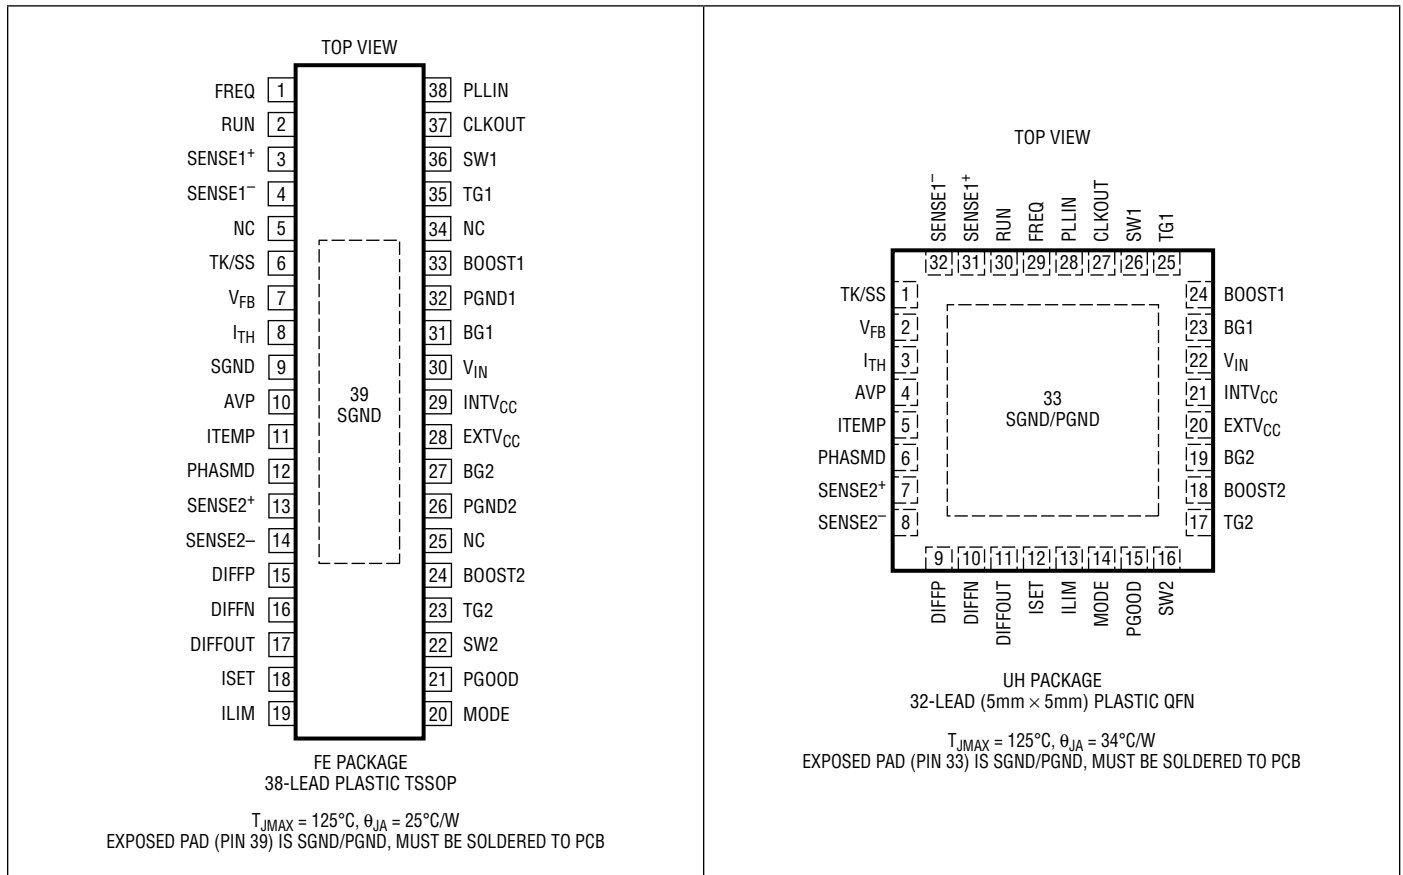 TOP VIEW
FREQ 1
RUN 2
SENSE1+ 3
SENSE1– 4
NC 5
TK/SS 6
VFB 7
ITH 8
SGND 9
AVP 10
ITEMP 11
PHASMD 12
SENSE2+ 13
SENSE2– 14
DIFFP 15
DIFFN 16
DIFFOUT 17
ISET 18
ILIM 19
39
SGND
38 PLLIN
37 CLKOUT
36 SW1
35 TG1
34 NC
33 BOOST1
32 PGND1
31 BG1
30 VIN
29 INTVCC
28 EXTVCC
27 BG2
26 PGND2
25 NC
24 BOOST2
23 TG2
22 SW2
21 PGOOD
20 MODE
FE PACKAGE
38-LEAD PLASTIC TSSOP
TJMAX = 125°C, θJA = 25°C/W
EXPOSED PAD (PIN 39) IS SGND/PGND, MUST BE SOLDERED TO PCB
TOP VIEW
SENSE1– SENSE1+ RUN FREQ PLLIN CLKOUT SW1 TG1
32 31 30 29 28 27 26 25
TK/SS 1
VFB 2
ITH 3
AVP 4
ITEMP 5
PHASMD 6
SENSE2+ 7
SENSE2– 8
33
SGND/PGND
24 BOOST1
23 BG1
22 VIN
21 INTVCC
20 EXTVCC
19 BG2
18 BOOST2
17 TG2
9 10 11 12 13 14 15 16
DIFFP DIFFN DIFFOUT ISET ILIM MODE PGOOD SW2
UH PACKAGE
32-LEAD (5mm × 5mm) PLASTIC QFN
TJMAX = 125°C, θJA = 34°C/W
EXPOSED PAD (PIN 33) IS SGND/PGND, MUST BE SOLDERED TO PCB